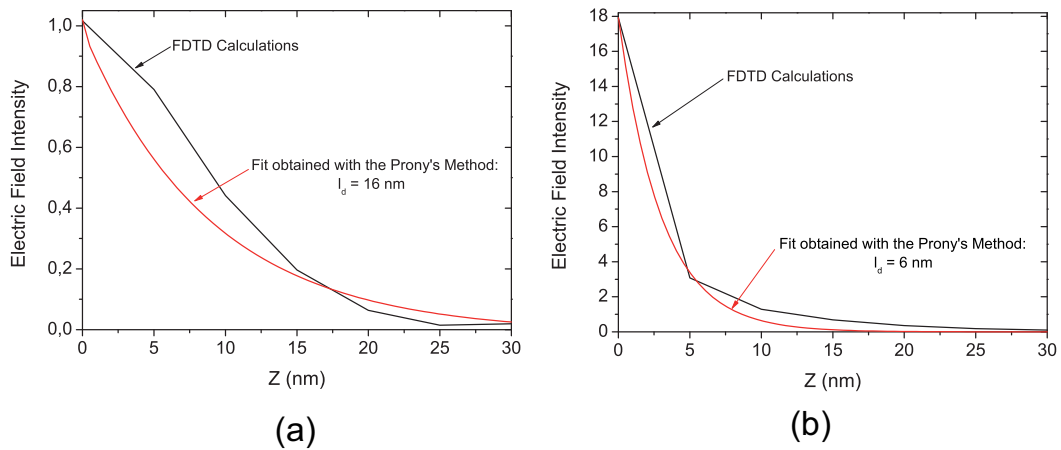 1,0
0,8
0,6
0,4
0,2
0,0
Electric Field Intensity
FDTD Calculations
Fit obtained with the Prony's Method:
l_d = 16 nm
0 5 10 15 20 25 30
Z (nm)
(a)
18
16
14
12
10
8
6
4
2
0
Electric Field Intensity
FDTD Calculations
Fit obtained with the Prony's Method:
l_d = 6 nm
0 5 10 15 20 25 30
Z (nm)
(b)